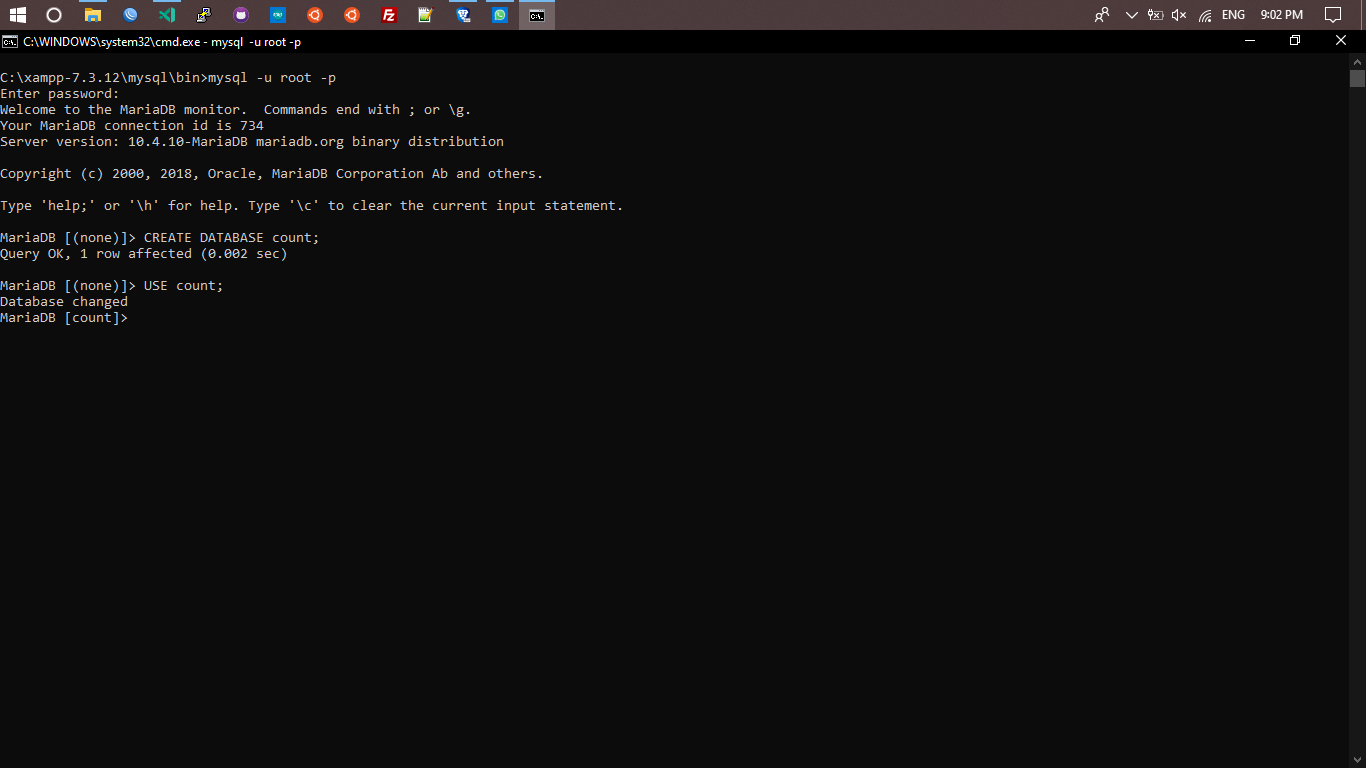 ENG 9:02 PM
C:\WINDOWS\system32\cmd.exe - mysql -u root -p
C:\xampp-7.3.12\mysql\bin>mysql -u root -p
Enter password:
Welcome to the MariaDB monitor.  Commands end with ; or \g.
Your MariaDB connection id is 734
Server version: 10.4.10-MariaDB mariadb.org binary distribution
Copyright (c) 2000, 2018, Oracle, MariaDB Corporation Ab and others.
Type 'help;' or '\h' for help. Type '\c' to clear the current input statement.
MariaDB [(none)]> CREATE DATABASE count;
Query OK, 1 row affected (0.002 sec)
MariaDB [(none)]> USE count;
Database changed
MariaDB [count]>